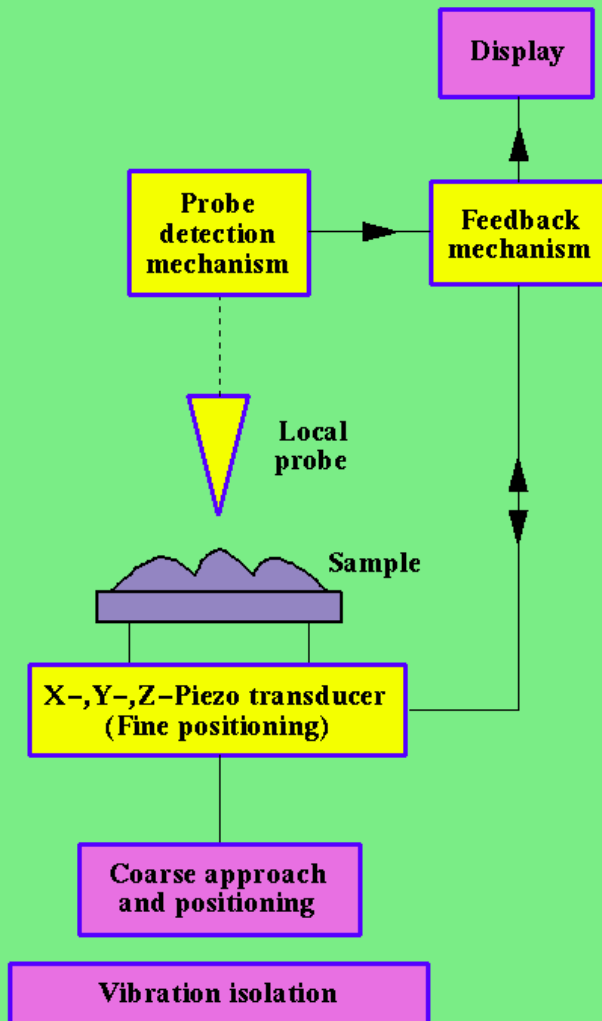 Display
Probe
detection
mechanism
Feedback
mechanism
Local
probe
Sample
X-,Y-,Z-Piezo transducer
(Fine positioning)
Coarse approach
and positioning
Vibration isolation